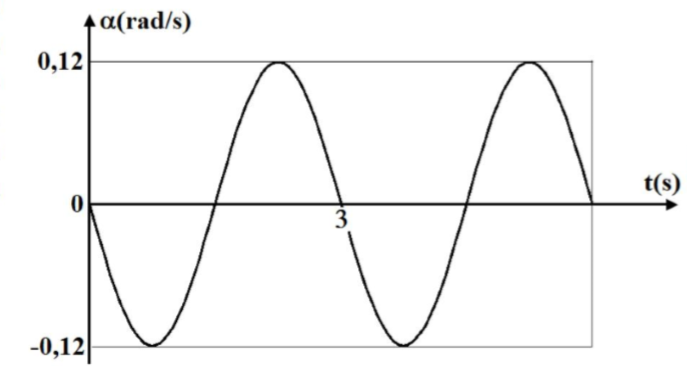 α(rad/s)
0,12
t(s)
0
3
-0,12